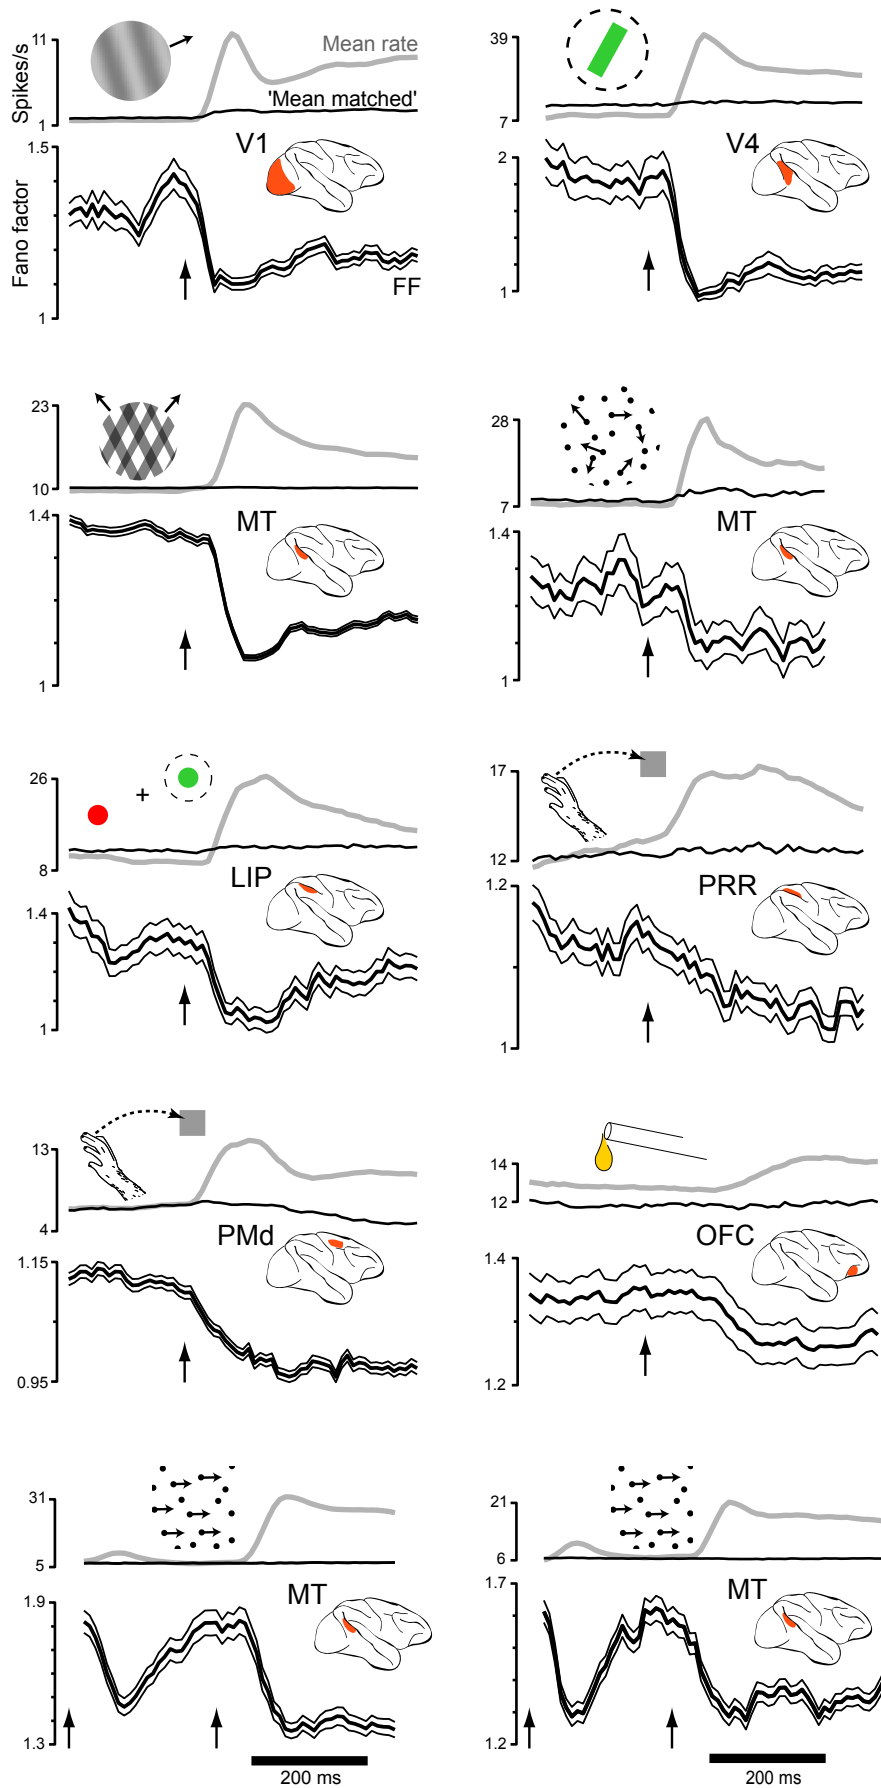 11
Spikes/s
1
Mean rate
'Mean matched'
V1
1.5
Fano factor
FF
1
39
7
V4
2
1
23
10
MT
1.4
1
28
7
MT
1.4
1
26
+
8
LIP
1.4
1
17
12
PRR
1.2
1
13
4
PMd
1.15
0.95
14
12
OFC
1.4
1.2
31
5
MT
1.9
1.3
200 ms
21
6
MT
1.7
1.2
200 ms